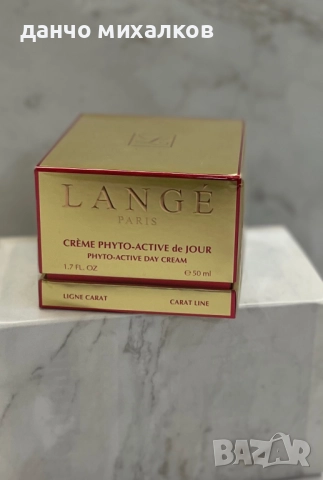 данчо михалков
LANGÉ
PARIS
CRÈME PHYTO-ACTIVE de JOUR
PHYTO-ACTIVE DAY CREAM
1.7 FL. OZ ℮50 ml
LIGNE CARAT CARAT LINE
BAZAR